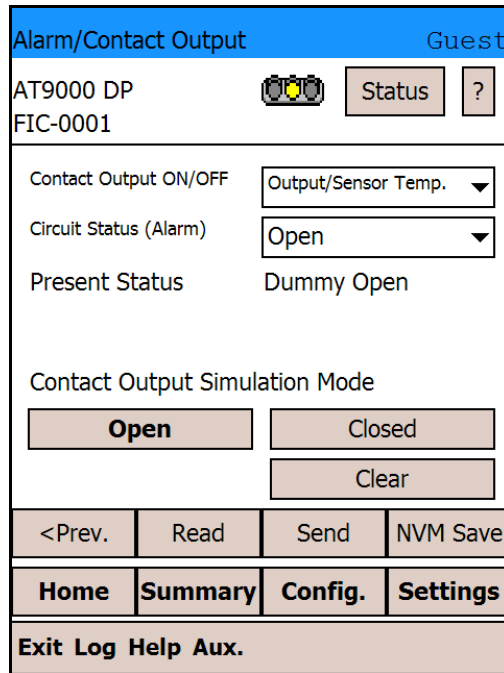 Alarm/Contact Output Guest
AT9000 DP Status ?
FIC-0001
Contact Output ON/OFF Output/Sensor Temp.
Circuit Status (Alarm) Open
Present Status Dummy Open
Contact Output Simulation Mode
Open Closed
Clear
<Prev. Read Send NVM Save
Home Summary Config. Settings
Exit Log Help Aux.